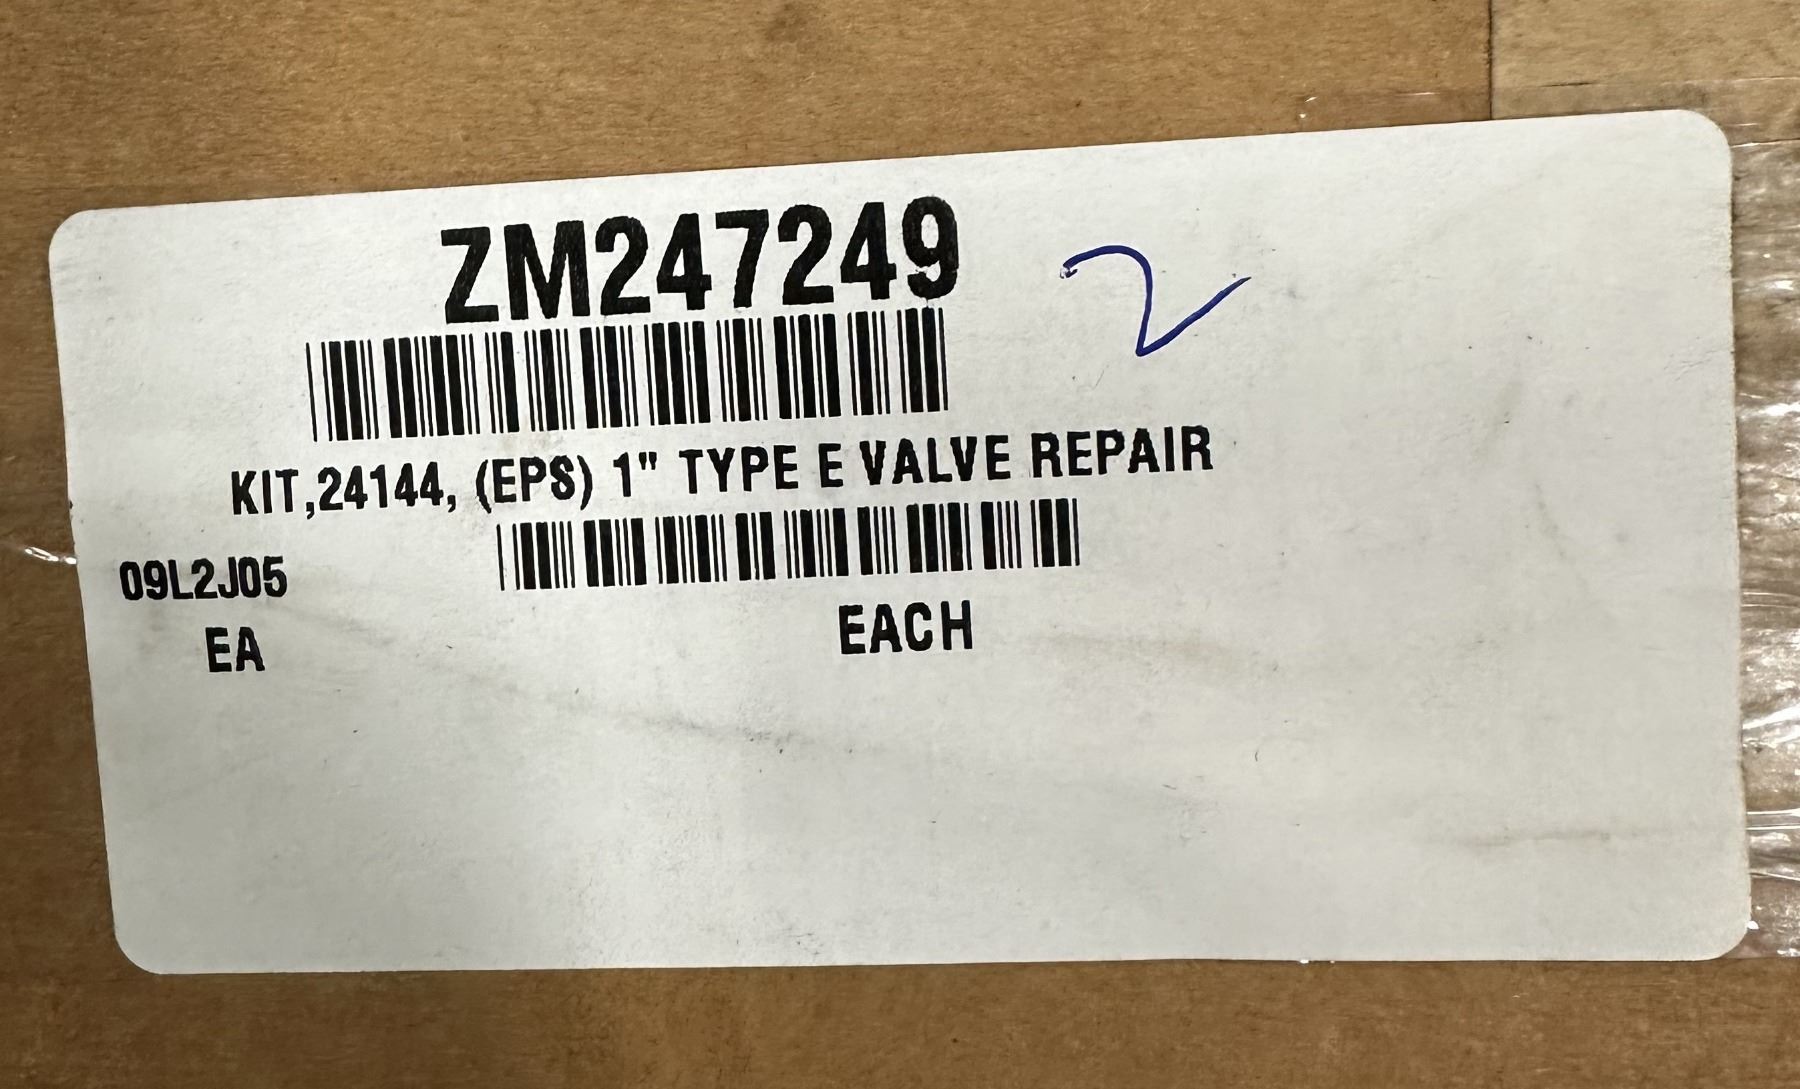 ZM247249 2
KIT,24144, (EPS) 1" TYPE E VALVE REPAIR
09L2J05
EA EACH